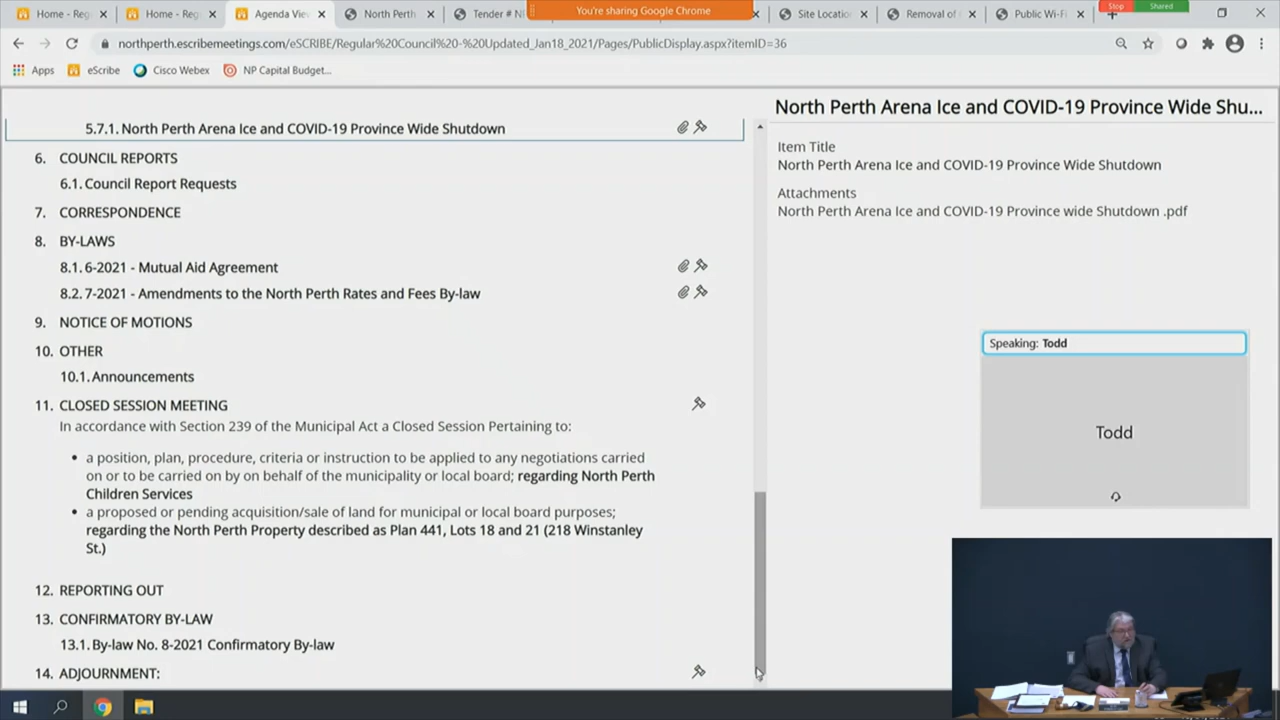 Home - Reg
Home - Reg
Agenda Vie
North Perth
Tender # N
You're sharing Google Chrome
Site Locatio
Removal of
Public Wi-Fi
Stop
Shared
northperth.escribemeetings.com/eSCRIBE/Regular%20Council%20-%20Updated_Jan18_2021/Pages/PublicDisplay.aspx?itemID=36
Apps
eScribe
Cisco Webex
NP Capital Budget...
5.7.1. North Perth Arena Ice and COVID-19 Province Wide Shutdown
6. COUNCIL REPORTS
6.1. Council Report Requests
7. CORRESPONDENCE
8. BY-LAWS
8.1. 6-2021 - Mutual Aid Agreement
8.2. 7-2021 - Amendments to the North Perth Rates and Fees By-law
9. NOTICE OF MOTIONS
10. OTHER
10.1. Announcements
11. CLOSED SESSION MEETING
In accordance with Section 239 of the Municipal Act a Closed Session Pertaining to:
• a position, plan, procedure, criteria or instruction to be applied to any negotiations carried
on or to be carried on by on behalf of the municipality or local board; regarding North Perth
Children Services
• a proposed or pending acquisition/sale of land for municipal or local board purposes;
regarding the North Perth Property described as Plan 441, Lots 18 and 21 (218 Winstanley
St.)
12. REPORTING OUT
13. CONFIRMATORY BY-LAW
13.1. By-law No. 8-2021 Confirmatory By-law
14. ADJOURNMENT:
North Perth Arena Ice and COVID-19 Province Wide Shu...
Item Title
North Perth Arena Ice and COVID-19 Province Wide Shutdown
Attachments
North Perth Arena Ice and COVID-19 Province wide Shutdown .pdf
Speaking: Todd
Todd